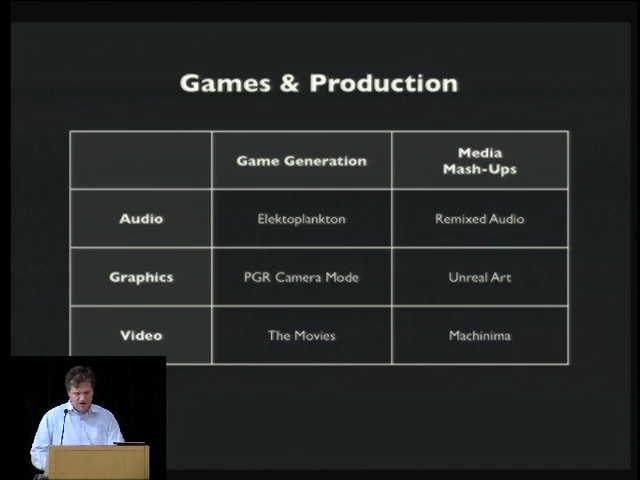 Games & Production
Game Generation
Media
Mash-Ups
Audio
Elektoplankton
Remixed Audio
Graphics
PGR Camera Mode
Unreal Art
Video
The Movies
Machinima